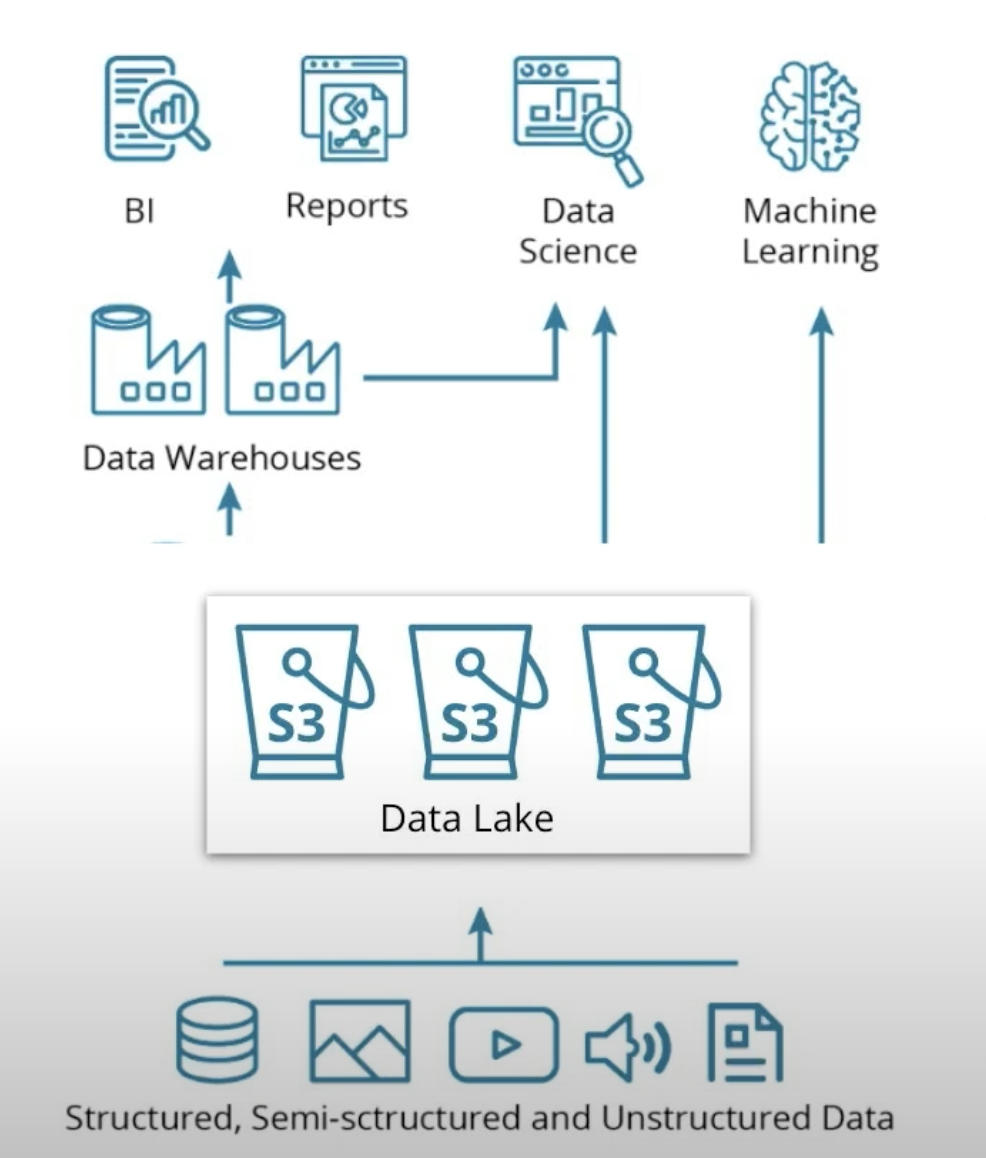 BI
Reports
Data
Science
Machine
Learning
Data Warehouses
S3
S3
S3
Data Lake
Structured, Semi-sctructured and Unstructured Data